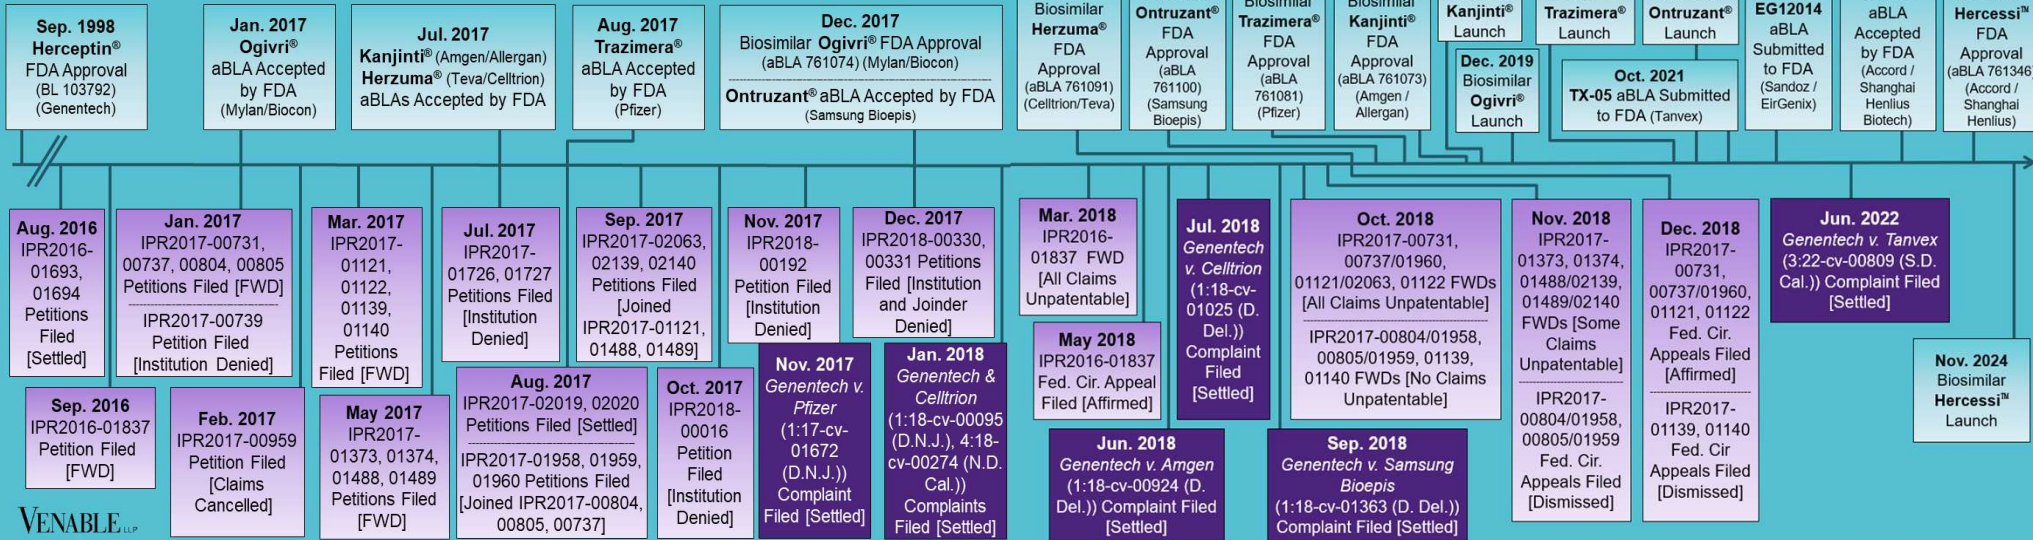 Sep. 1998
Herceptin®
FDA Approval
(BL 103792)
(Genentech)
Jan. 2017
Ogivri®
aBLA Accepted
by FDA
(Mylan/Biocon)
Jul. 2017
Kanjinti® (Amgen/Allergan)
Herzuma® (Teva/Celltrion)
aBLAs Accepted by FDA
Aug. 2017
Trazimera®
aBLA Accepted
by FDA
(Pfizer)
Dec. 2017
Biosimilar Ogivri® FDA Approval
(aBLA 761074) (Mylan/Biocon)
Ontruzant® aBLA Accepted by FDA
(Samsung Bioepis)
Biosimilar
Herzuma®
FDA
Approval
(aBLA 761091)
(Celltrion/Teva)
Ontruzant®
FDA
Approval
(aBLA
761100)
(Samsung
Bioepis)
Biosimilar
Trazimera®
FDA
Approval
(aBLA
761081)
(Pfizer)
Biosimilar
Kanjinti®
FDA
Approval
(aBLA 761073)
(Amgen /
Allergan)
Kanjinti®
Launch
Dec. 2019
Biosimilar
Ogivri®
Launch
Trazimera®
Launch
Ontruzant®
Launch
Oct. 2021
TX-05 aBLA Submitted
to FDA (Tanvex)
EG12014
aBLA
Submitted
to FDA
(Sandoz /
EirGenix)
aBLA
Accepted
by FDA
(Accord /
Shanghai
Henlius
Biotech)
Hercessi™
FDA
Approval
(aBLA 761346)
(Accord /
Shanghai
Henlius)
Aug. 2016
IPR2016-
01693,
01694
Petitions
Filed
[Settled]
Sep. 2016
IPR2016-01837
Petition Filed
[FWD]
Jan. 2017
IPR2017-00731,
00737, 00804, 00805
Petitions Filed [FWD]
IPR2017-00739
Petition Filed
[Institution Denied]
Feb. 2017
IPR2017-00959
Petition Filed
[Claims
Cancelled]
Mar. 2017
IPR2017-
01121,
01122,
01139,
01140
Petitions
Filed [FWD]
May 2017
IPR2017-
01373, 01374,
01488, 01489
Petitions Filed
[FWD]
Jul. 2017
IPR2017-
01726, 01727
Petitions Filed
[Institution
Denied]
Aug. 2017
IPR2017-02019, 02020
Petitions Filed [Settled]
IPR2017-01958, 01959,
01960 Petitions Filed
[Joined IPR2017-00804,
00805, 00737]
Sep. 2017
IPR2017-02063,
02139, 02140
Petitions Filed
[Joined
IPR2017-01121,
01488, 01489]
Oct. 2017
IPR2018-
00016
Petition
Filed
[Institution
Denied]
Nov. 2017
IPR2018-
00192
Petition Filed
[Institution
Denied]
Nov. 2017
Genentech v.
Pfizer
(1:17-cv-
01672
(D.N.J.))
Complaint
Filed [Settled]
Dec. 2017
IPR2018-00330,
00331 Petitions
Filed [Institution
and Joinder
Denied]
Jan. 2018
Genentech &
Celltrion
(1:18-cv-00095
(D.N.J.), 4:18-
cv-00274 (N.D.
Cal.))
Complaints
Filed [Settled]
Mar. 2018
IPR2016-
01837 FWD
[All Claims
Unpatentable]
May 2018
IPR2016-01837
Fed. Cir. Appeal
Filed [Affirmed]
Jun. 2018
Genentech v. Amgen
(1:18-cv-00924 (D.
Del.)) Complaint Filed
[Settled]
Jul. 2018
Genentech
v. Celltrion
(1:18-cv-
01025 (D.
Del.))
Complaint
Filed
[Settled]
Sep. 2018
Genentech v. Samsung
Bioepis
(1:18-cv-01363 (D. Del.))
Complaint Filed [Settled]
Oct. 2018
IPR2017-00731,
00737/01960,
01121/02063, 01122 FWDs
[All Claims Unpatentable]
IPR2017-00804/01958,
00805/01959, 01139,
01140 FWDs [No Claims
Unpatentable]
Nov. 2018
IPR2017-
01373, 01374,
01488/02139,
01489/02140
FWDs [Some
Claims
Unpatentable]
IPR2017-
00804/01958,
00805/01959
Fed. Cir.
Appeals Filed
[Dismissed]
Dec. 2018
IPR2017-
00731,
00737/01960,
01121, 01122
Fed. Cir.
Appeals Filed
[Affirmed]
IPR2017-
01139, 01140
Fed. Cir
Appeals Filed
[Dismissed]
Jun. 2022
Genentech v. Tanvex
(3:22-cv-00809 (S.D.
Cal.)) Complaint Filed
[Settled]
Nov. 2024
Biosimilar
Hercessi™
Launch
VENABLE LLP